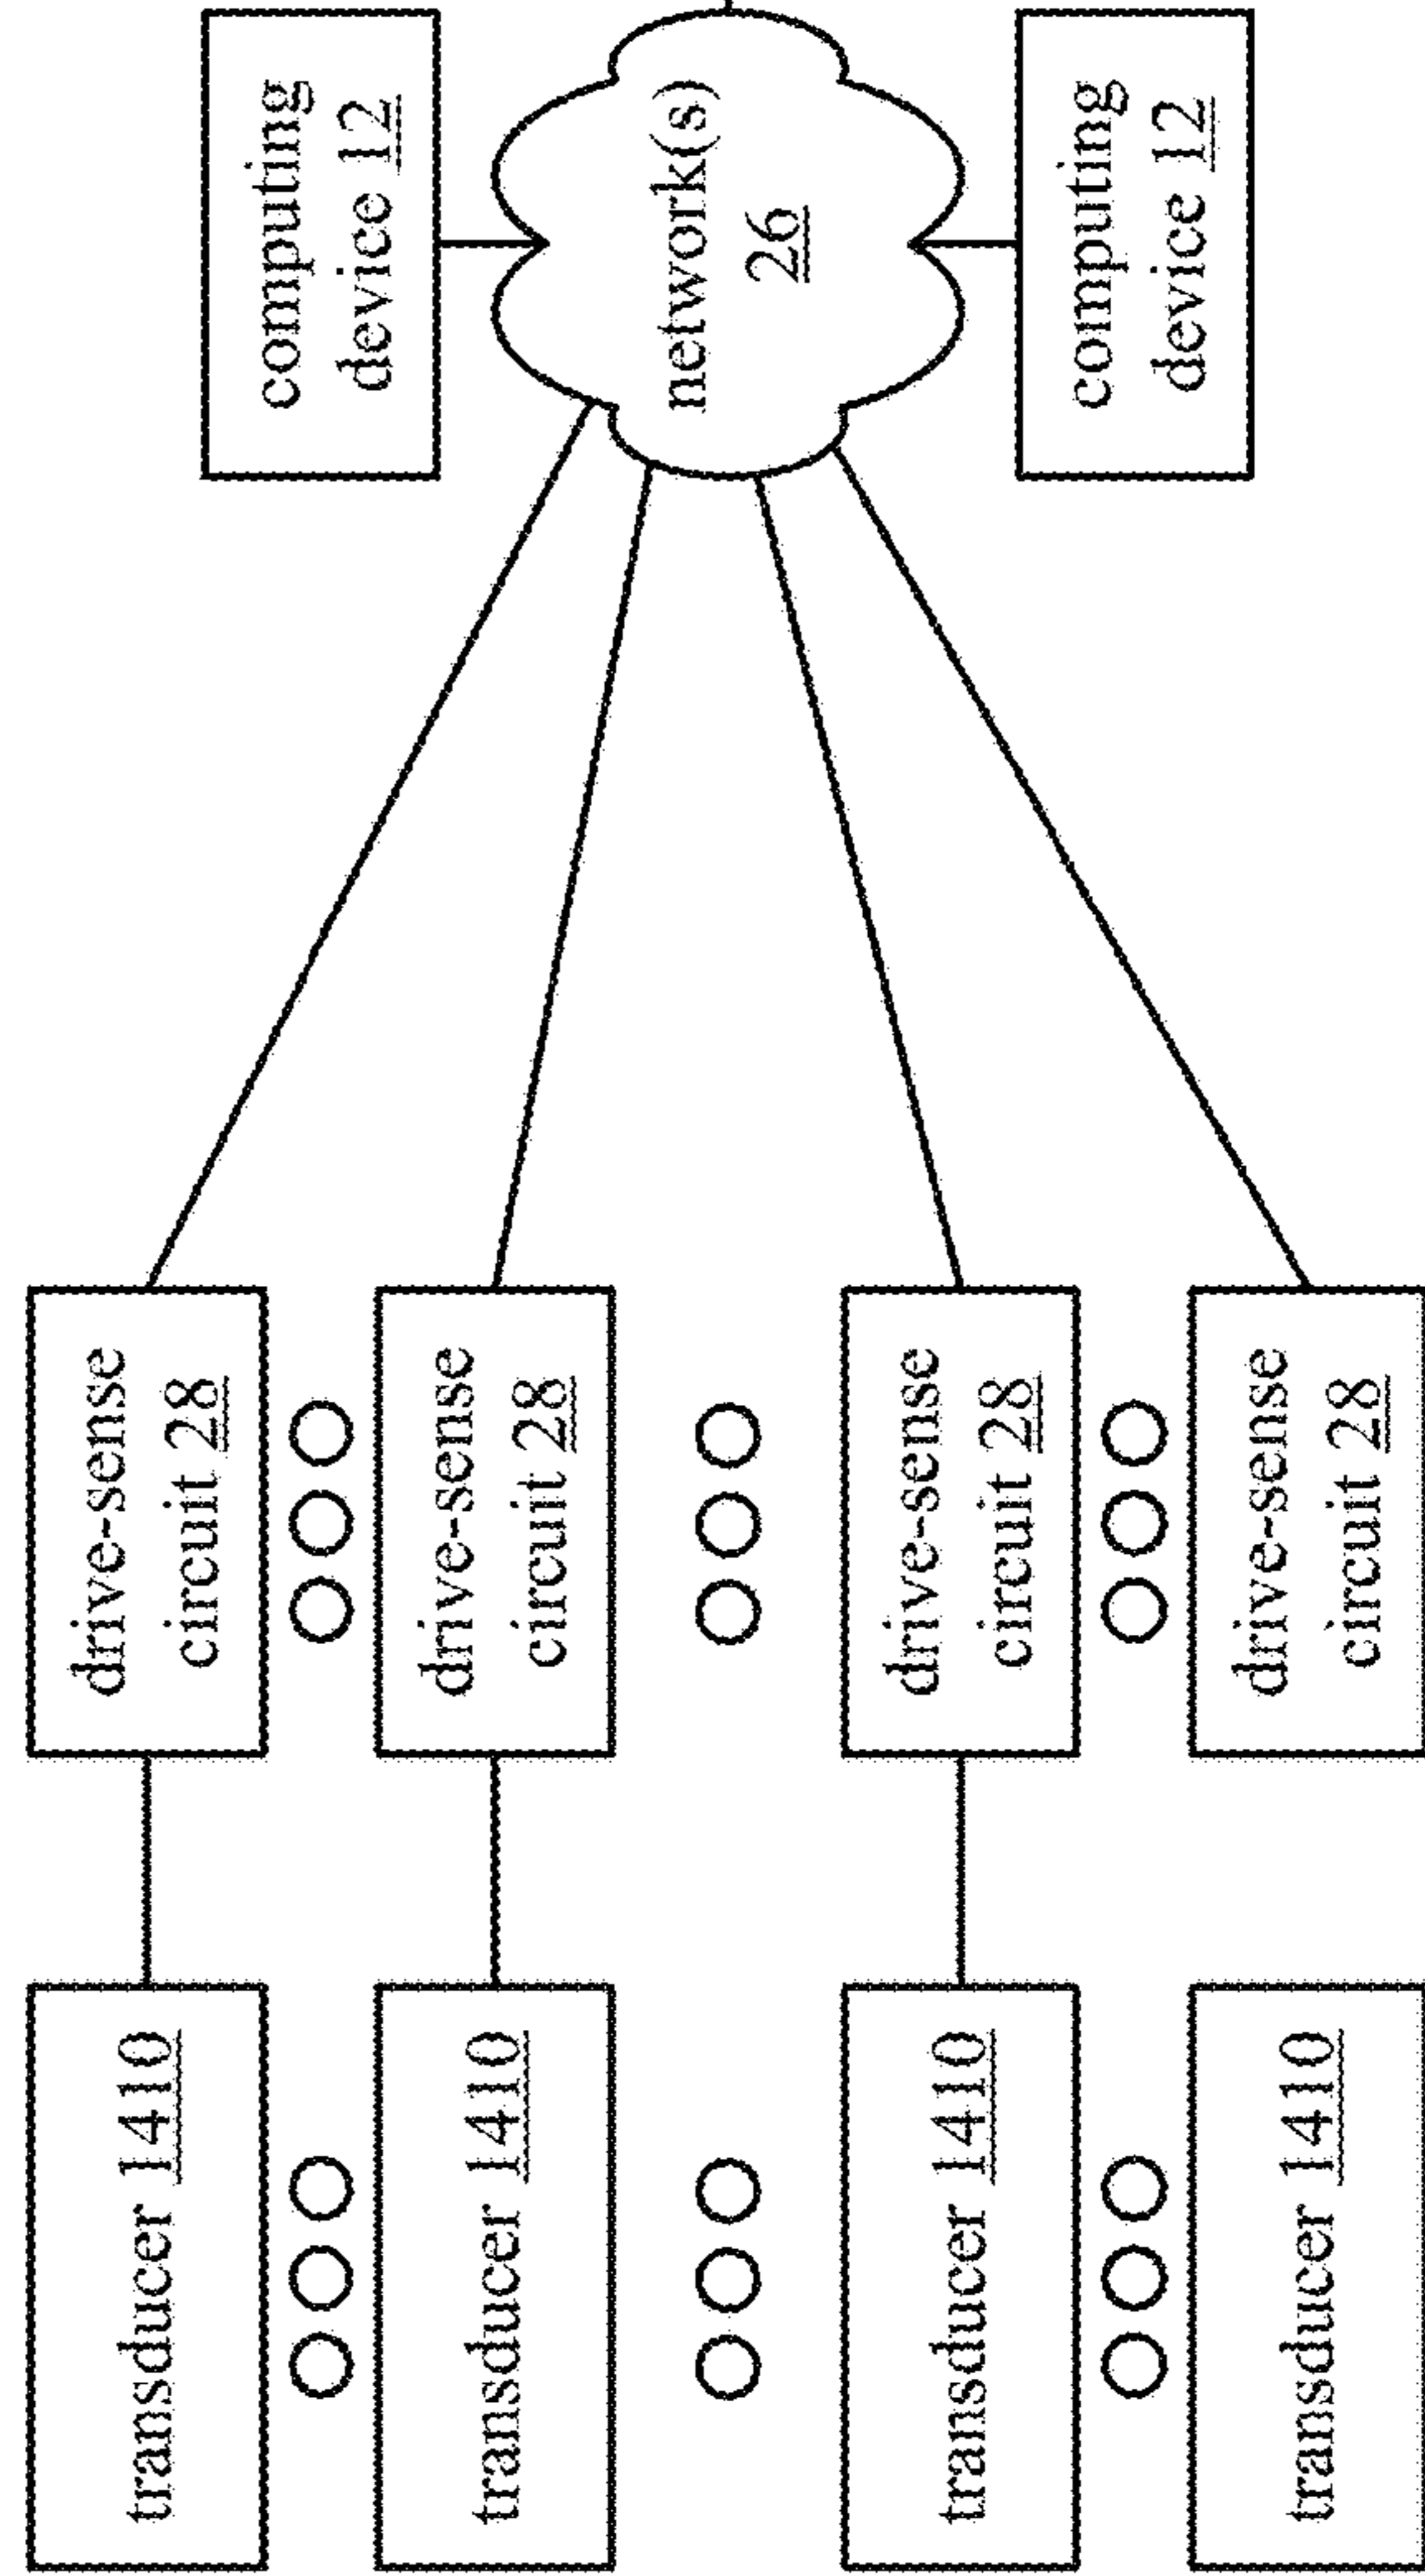 transducer 1410
drive-sense
circuit 28
computing
device 12
transducer 1410
drive-sense
circuit 28
network(s)
26
transducer 1410
drive-sense
circuit 28
computing
device 12
transducer 1410
drive-sense
circuit 28